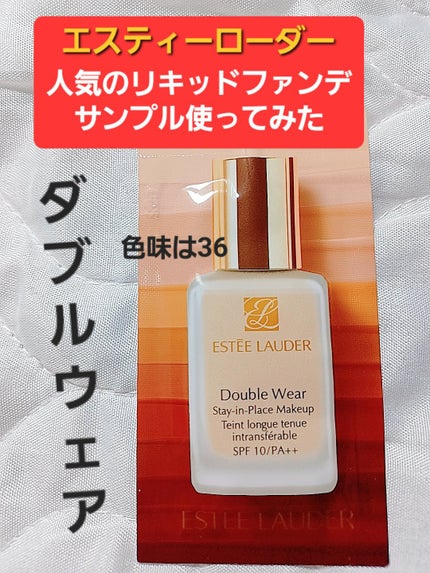 エスティーローダー
人気のリキッドファンデ
サンプル使ってみた
ダブルウェア
色味は36
ESTĒE LAUDER
Double Wear
Stay-in-Place Makeup
Teint longue tenue
intransférable
SPF 10/PA++
ESTĒE LAUDER